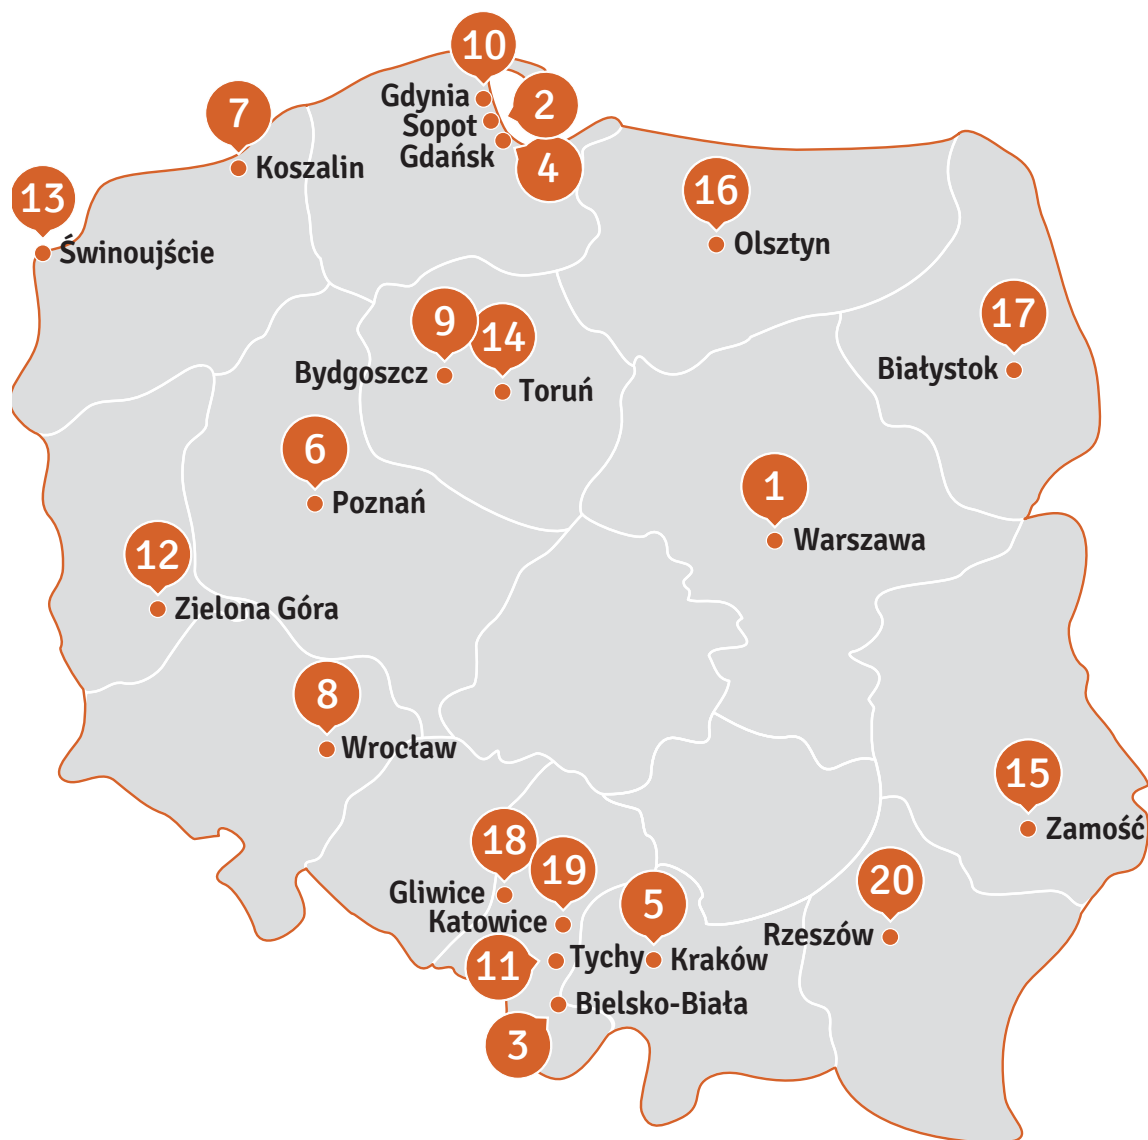 10
Gdynia
2
Sopot
7
Gdańsk
4
Koszalin
13
16
Świnoujście
Olsztyn
9
14
17
Bydgoszcz
Toruń
Białystok
6
Poznań
1
Warszawa
12
Zielona Góra
8
Wrocław
15
Zamość
18
19
Gliwice
20
Katowice
5
Rzeszów
11
Tychy
Kraków
Bielsko-Biała
3